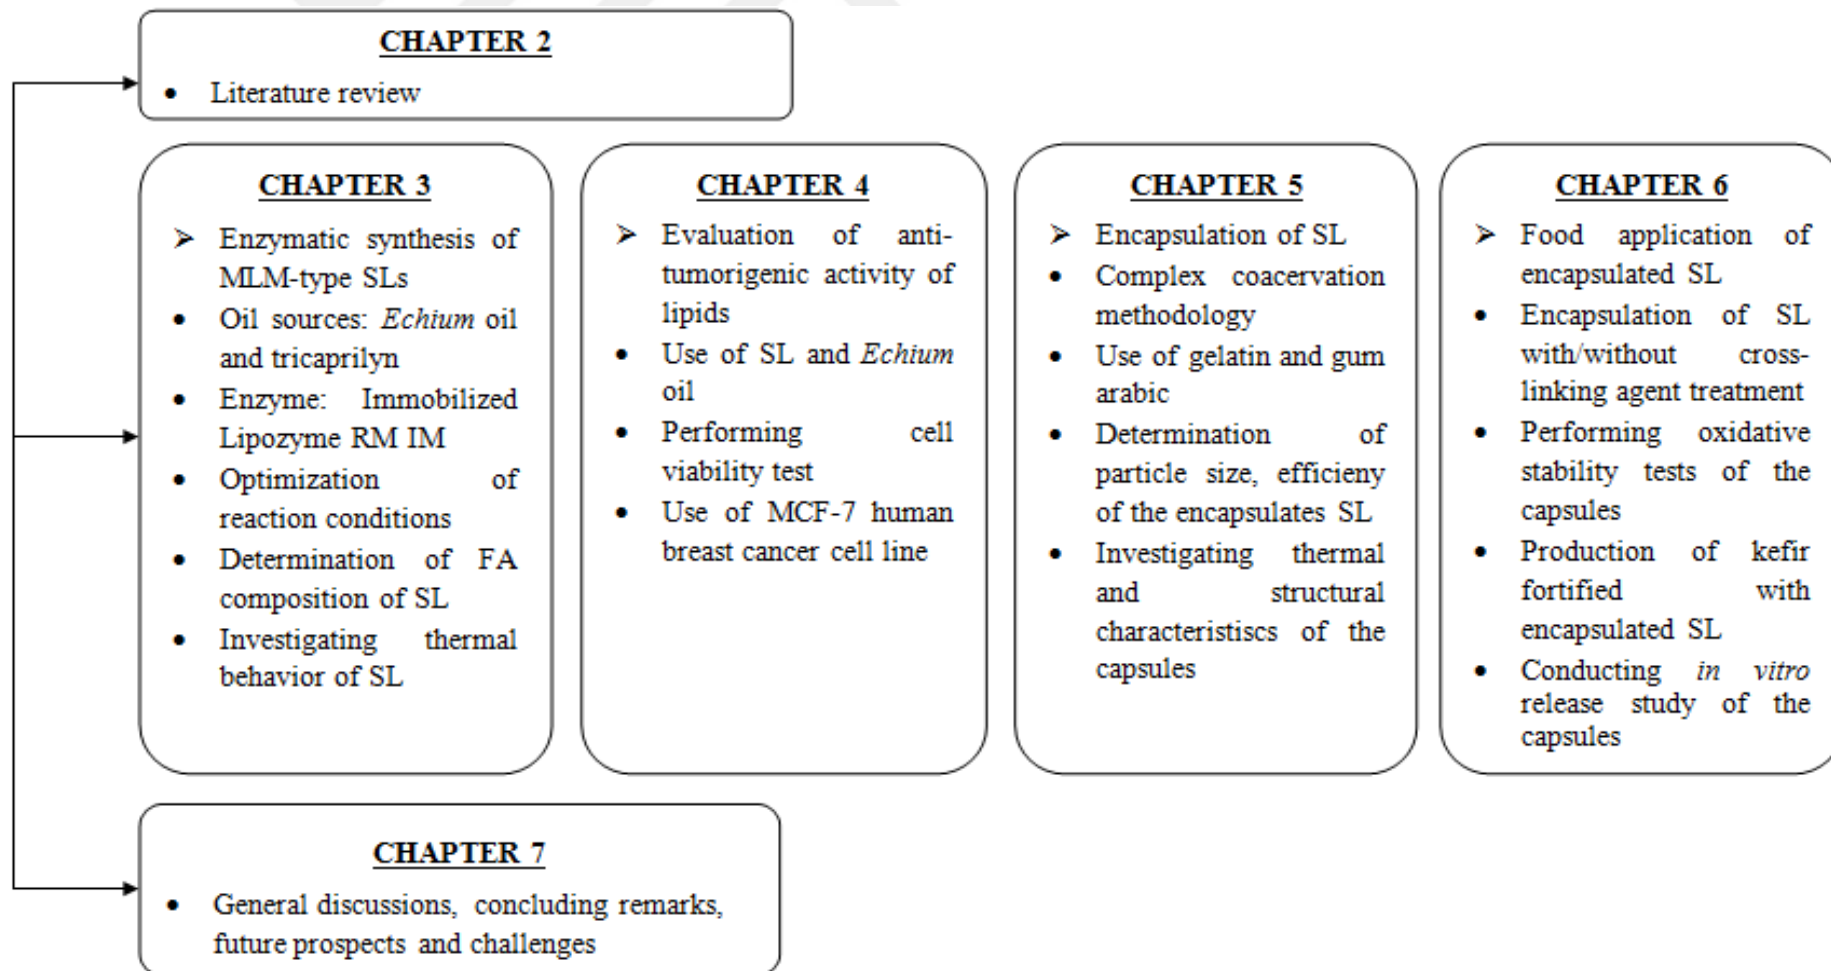 CHAPTER 2
• Literature review
CHAPTER 3
➢ Enzymatic synthesis of
MLM-type SLs
• Oil sources: Echium oil
and tricaprilyn
• Enzyme: Immobilized
Lipozyme RM IM
• Optimization of
reaction conditions
• Determination of FA
composition of SL
• Investigating thermal
behavior of SL
CHAPTER 4
➢ Evaluation of anti-
tumorigenic activity of
lipids
• Use of SL and Echium
oil
• Performing cell
viability test
• Use of MCF-7 human
breast cancer cell line
CHAPTER 5
➢ Encapsulation of SL
• Complex coacervation
methodology
• Use of gelatin and gum
arabic
• Determination of
particle size, efficieny
of the encapsulates SL
• Investigating thermal
and structural
characteristiscs of the
capsules
CHAPTER 6
➢ Food application of
encapsulated SL
• Encapsulation of SL
with/without cross-
linking agent treatment
• Performing oxidative
stability tests of the
capsules
• Production of kefir
fortified with
encapsulated SL
• Conducting in vitro
release study of the
capsules
CHAPTER 7
• General discussions, concluding remarks,
future prospects and challenges